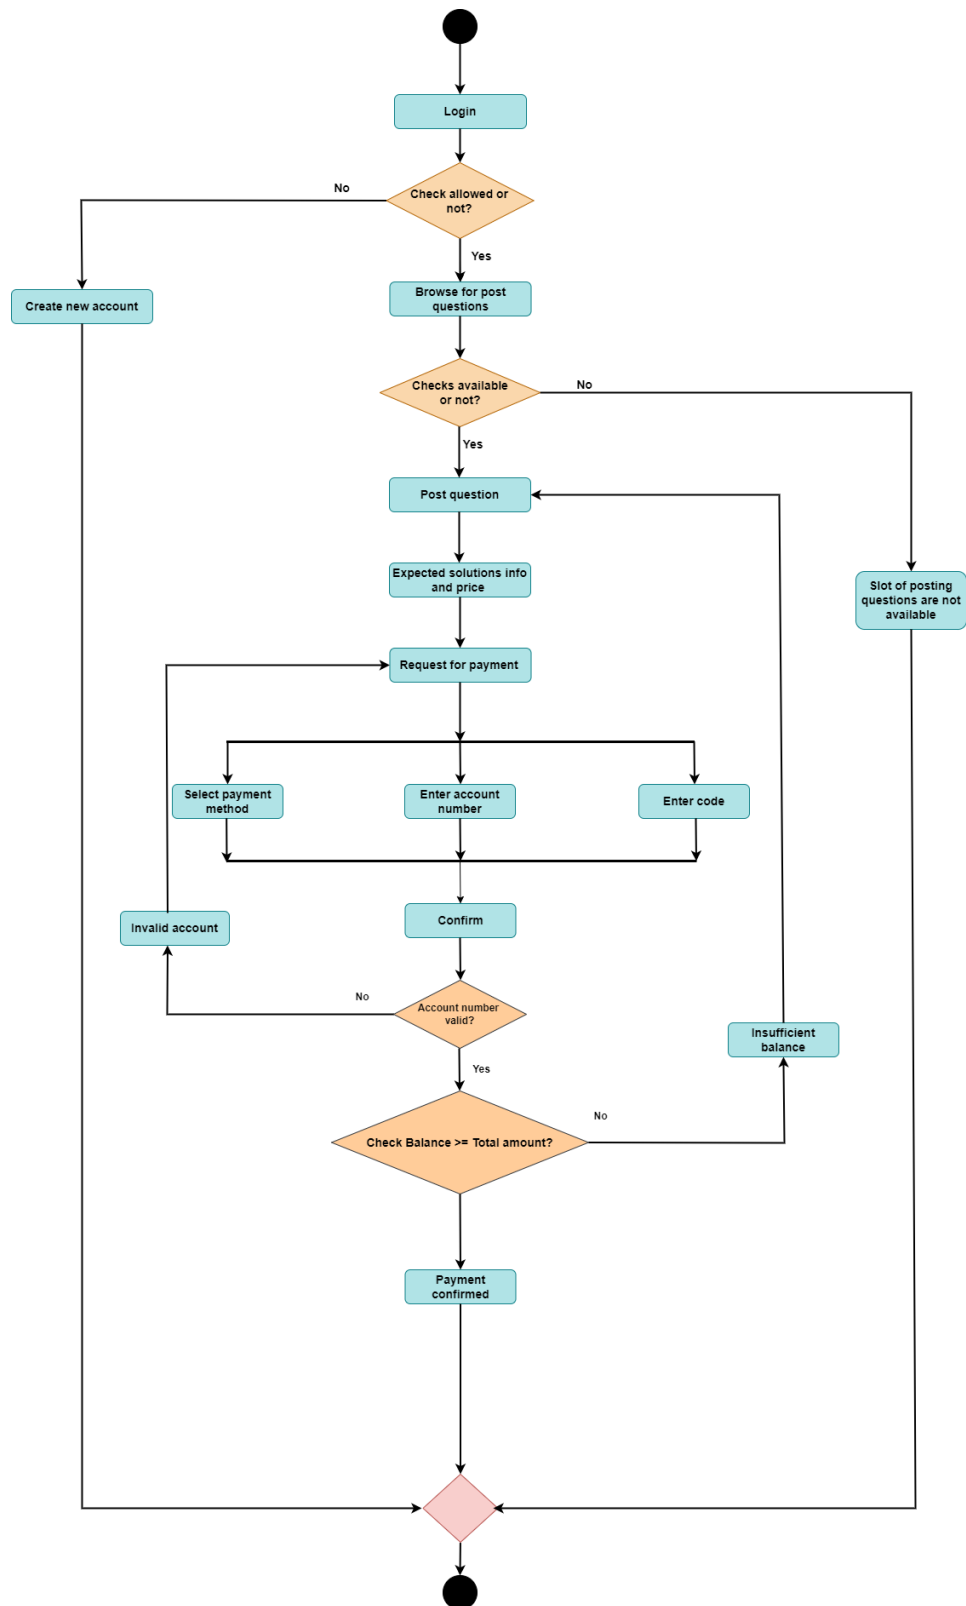 Login
Check allowed or
not?
No
Yes
Create new account
Browse for post
questions
Checks available
or not?
No
Yes
Post question
Expected solutions info
and price
Slot of posting
questions are not
available
Request for payment
Select payment
method
Enter account
number
Enter code
Confirm
Invalid account
Account number
valid?
No
Yes
Insufficient
balance
Check Balance >= Total amount?
No
Payment
confirmed